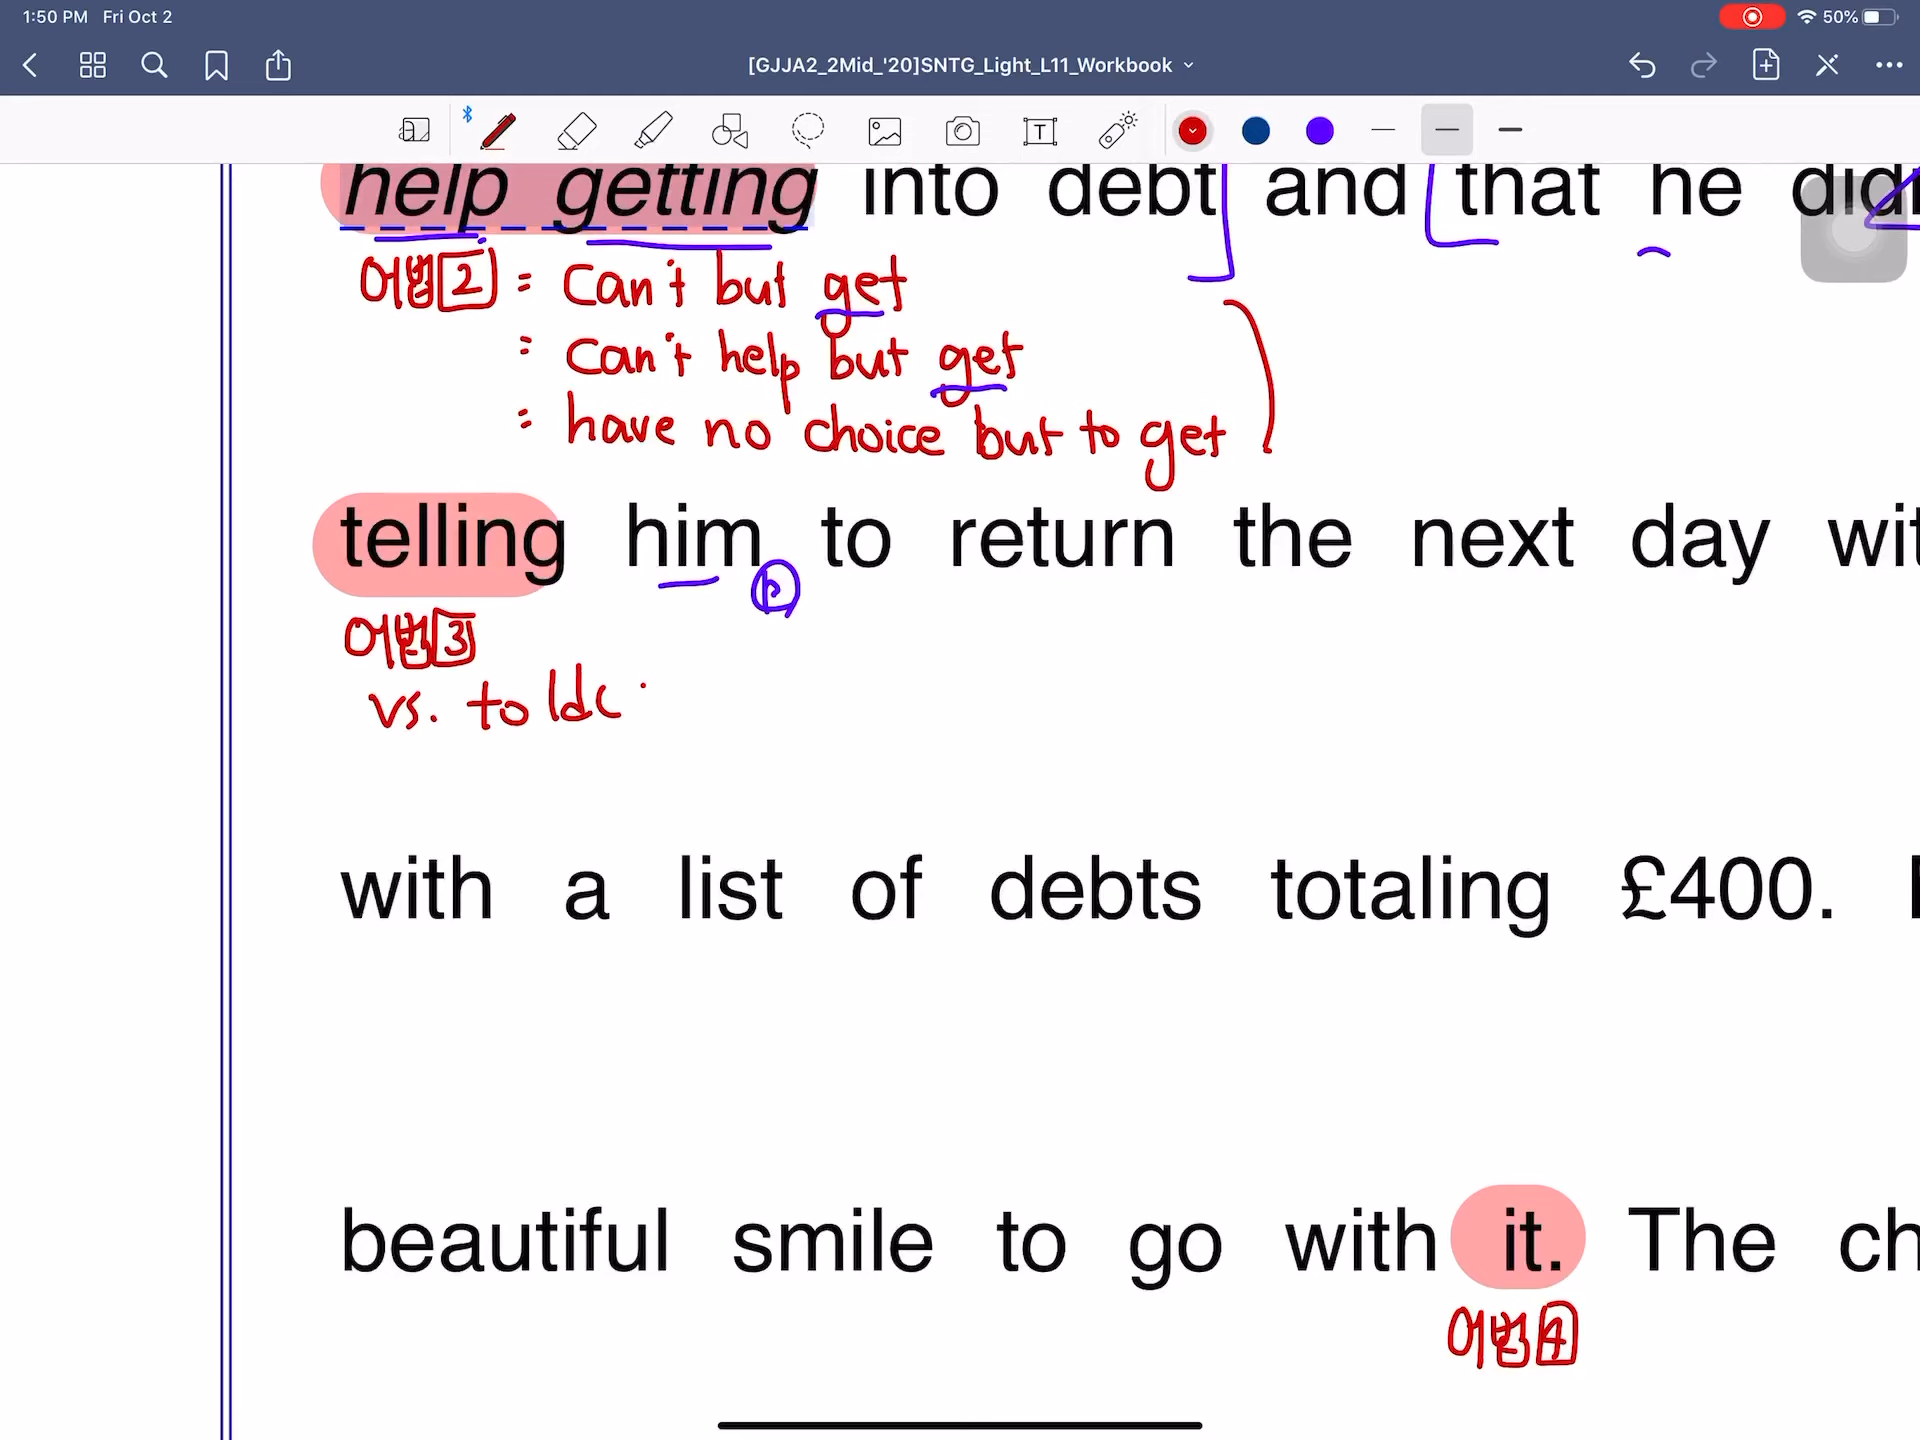 1:50 PM Fri Oct 2
50%
[GJJA2_2Mid_'20]SNTG_Light_L11_Workbook
help getting into debt and that he didn
어법 2 = Can't but get
= Can't help but get
= have no choice but to get
telling him to return the next day wit
어법 3
vs. told
with a list of debts totaling £400.
beautiful smile to go with it. The ch
어법 4